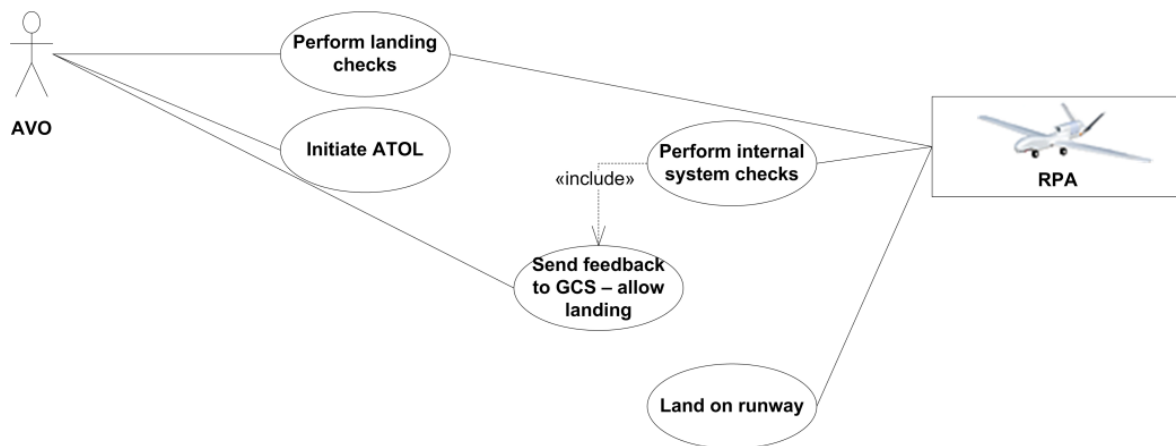 Perform landing
checks
AVO
Initiate ATOL
Perform internal
system checks
RPA
«include»
Send feedback
to GCS – allow
landing
Land on runway